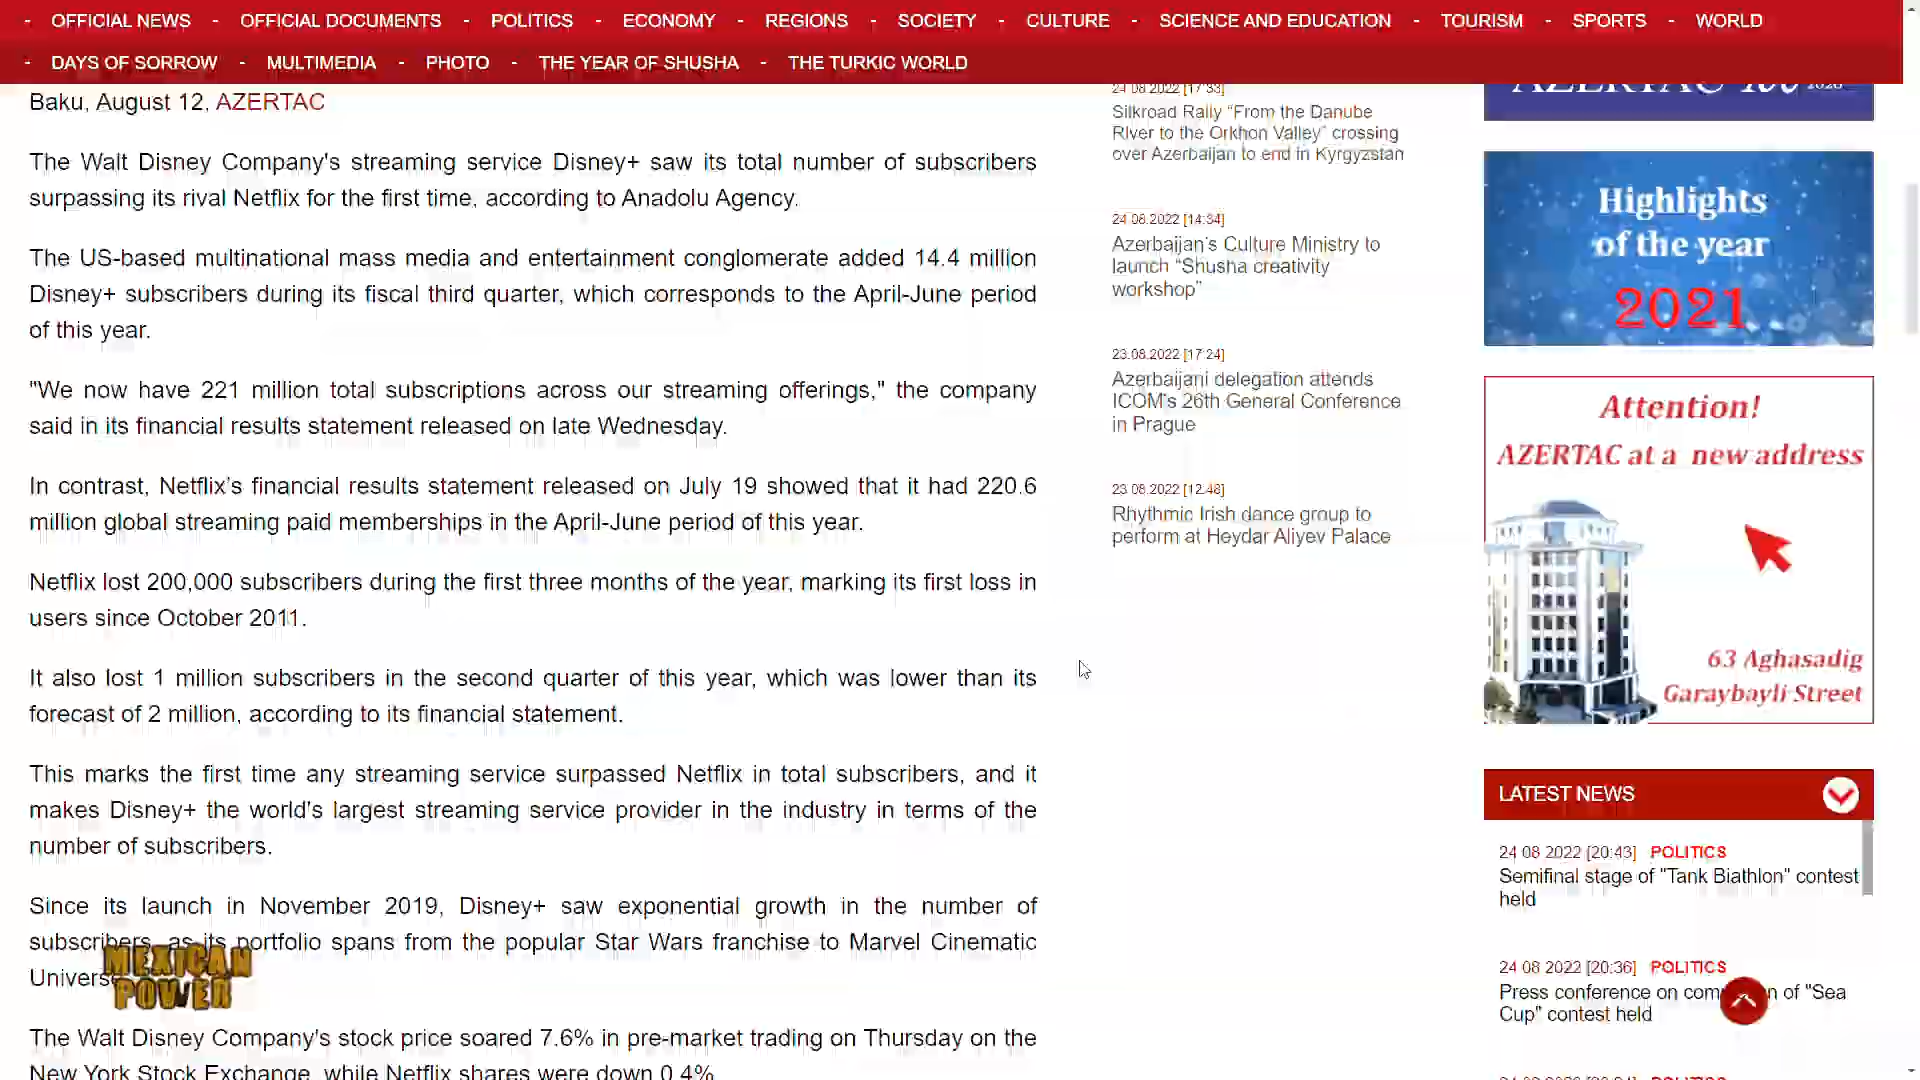 - OFFICIAL NEWS - OFFICIAL DOCUMENTS - POLITICS - ECONOMY - REGIONS - SOCIETY - CULTURE - SCIENCE AND EDUCATION - TOURISM - SPORTS - WORLD
- DAYS OF SORROW - MULTIMEDIA - PHOTO - THE YEAR OF SHUSHA - THE TURKIC WORLD
Baku, August 12, AZERTAC
The Walt Disney Company's streaming service Disney+ saw its total number of subscribers
surpassing its rival Netflix for the first time, according to Anadolu Agency.
The US-based multinational mass media and entertainment conglomerate added 14.4 million
Disney+ subscribers during its fiscal third quarter, which corresponds to the April-June period
of this year.
"We now have 221 million total subscriptions across our streaming offerings," the company
said in its financial results statement released on late Wednesday.
In contrast, Netflix's financial results statement released on July 19 showed that it had 220.6
million global streaming paid memberships in the April-June period of this year.
Netflix lost 200,000 subscribers during the first three months of the year, marking its first loss in
users since October 2011.
It also lost 1 million subscribers in the second quarter of this year, which was lower than its
forecast of 2 million, according to its financial statement.
This marks the first time any streaming service surpassed Netflix in total subscribers, and it
makes Disney+ the world's largest streaming service provider in the industry in terms of the
number of subscribers.
Since its launch in November 2019, Disney+ saw exponential growth in the number of
subscribers, as its portfolio spans from the popular Star Wars franchise to Marvel Cinematic
Univers
MEXICAN
POWER
The Walt Disney Company's stock price soared 7.6% in pre-market trading on Thursday on the
New York Stock Exchange, while Netflix shares were down 0.4%
24.08.2022 [17:33]
Silkroad Rally "From the Danube
River to the Orkhon Valley" crossing
over Azerbaijan to end in Kyrgyzstan
24.08.2022 [14:34]
Azerbaijan's Culture Ministry to
launch "Shusha creativity
workshop"
23.08.2022 [17:24]
Azerbaijani delegation attends
ICOM's 26th General Conference
in Prague
23.08.2022 [12:48]
Rhythmic Irish dance group to
perform at Heydar Aliyev Palace
Highlights
of the year
2021
Attention!
AZERTAC at a new address
63 Aghasadig
Garaybayli Street
LATEST NEWS
24 08 2022 [20:43] POLITICS
Semifinal stage of "Tank Biathlon" contest
held
24 08 2022 [20:36] POLITICS
Press conference on com n of "Sea
Cup" contest held